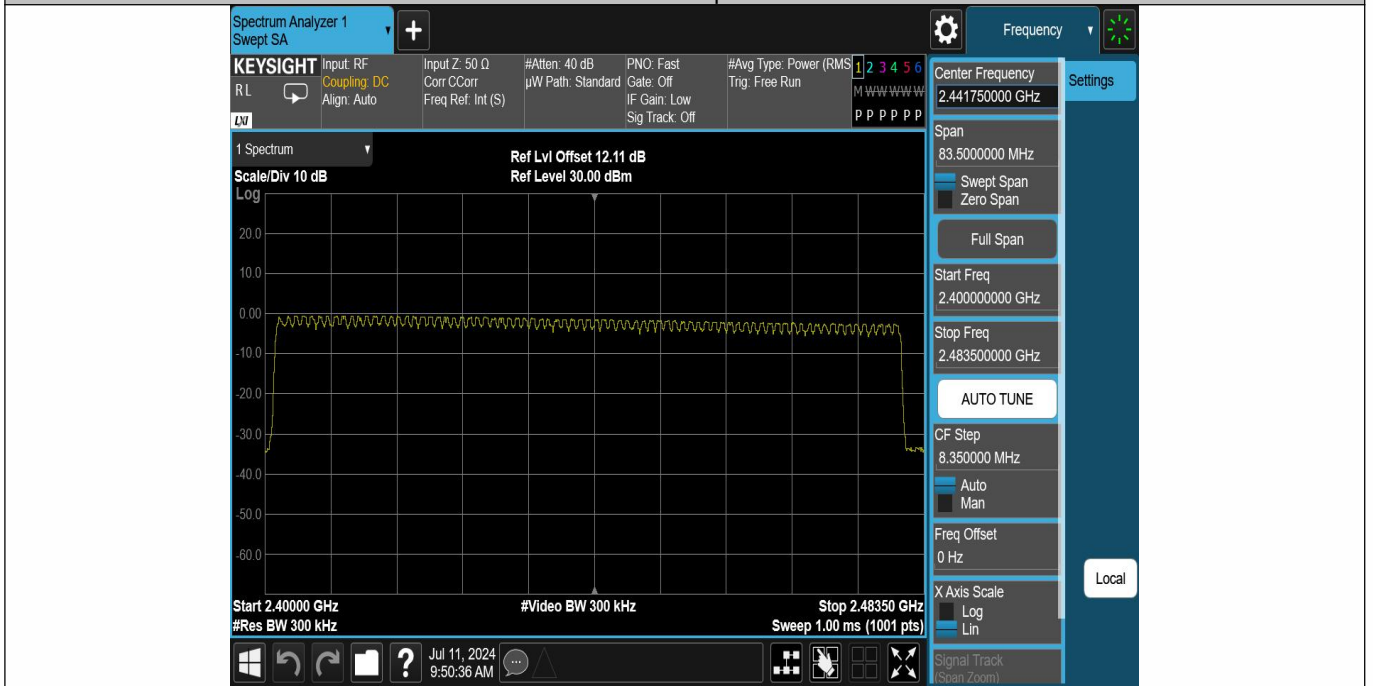 Spectrum Analyzer 1
Swept SA
+
Frequency
KEYSIGHT
RL
LXI
Input: RF
Coupling: DC
Align: Auto
Input Z: 50 Ω
Corr CCorr
Freq Ref: Int (S)
#Atten: 40 dB
µW Path: Standard
PNO: Fast
Gate: Off
IF Gain: Low
Sig Track: Off
#Avg Type: Power (RMS
Trig: Free Run
1 2 3 4 5 6
M W W W W W
P P P P P P
1 Spectrum
Scale/Div 10 dB
Log
Ref Lvl Offset 12.11 dB
Ref Level 30.00 dBm
20.0
10.0
0.00
-10.0
-20.0
-30.0
-40.0
-50.0
-60.0
Start 2.40000 GHz
#Res BW 300 kHz
#Video BW 300 kHz
Stop 2.48350 GHz
Sweep 1.00 ms (1001 pts)
Center Frequency
2.441750000 GHz
Settings
Span
83.5000000 MHz
Swept Span
Zero Span
Full Span
Start Freq
2.400000000 GHz
Stop Freq
2.483500000 GHz
AUTO TUNE
CF Step
8.350000 MHz
Auto
Man
Freq Offset
0 Hz
Local
X Axis Scale
Log
Lin
Signal Track
(Span Zoom)
?
Jul 11, 2024
9:50:36 AM